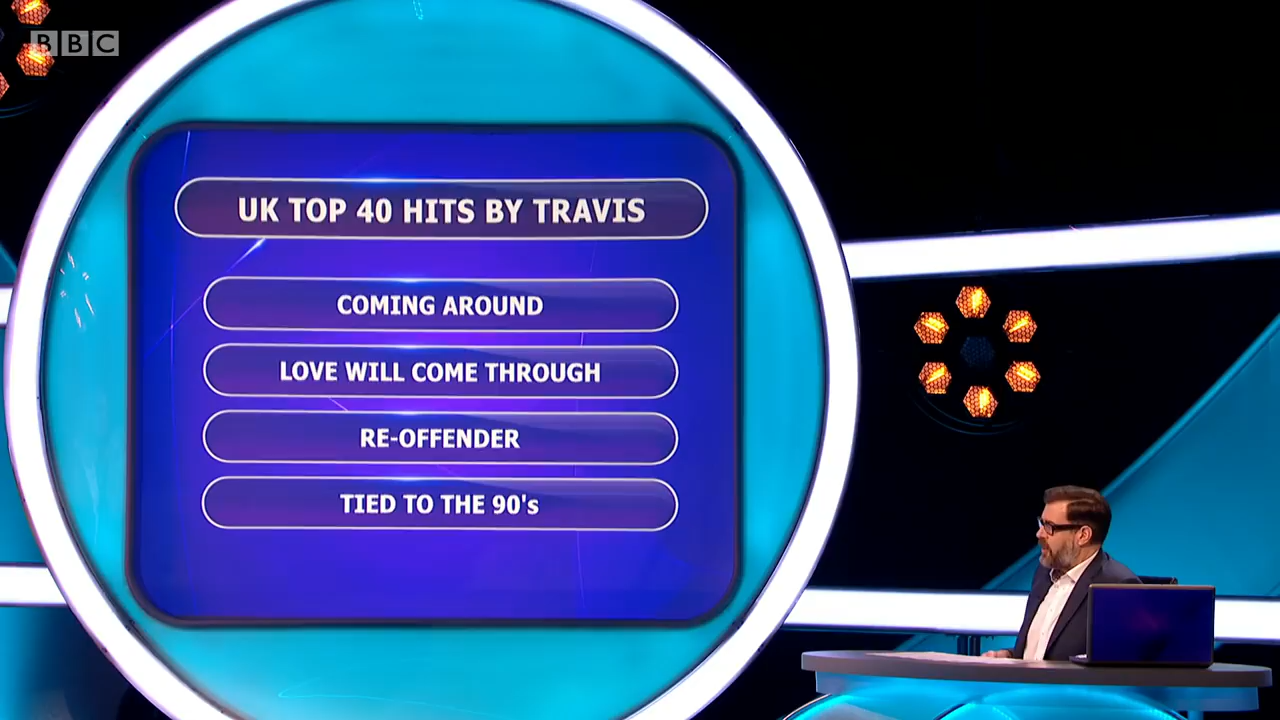 BBC
UK TOP 40 HITS BY TRAVIS
COMING AROUND
LOVE WILL COME THROUGH
RE-OFFENDER
TIED TO THE 90's